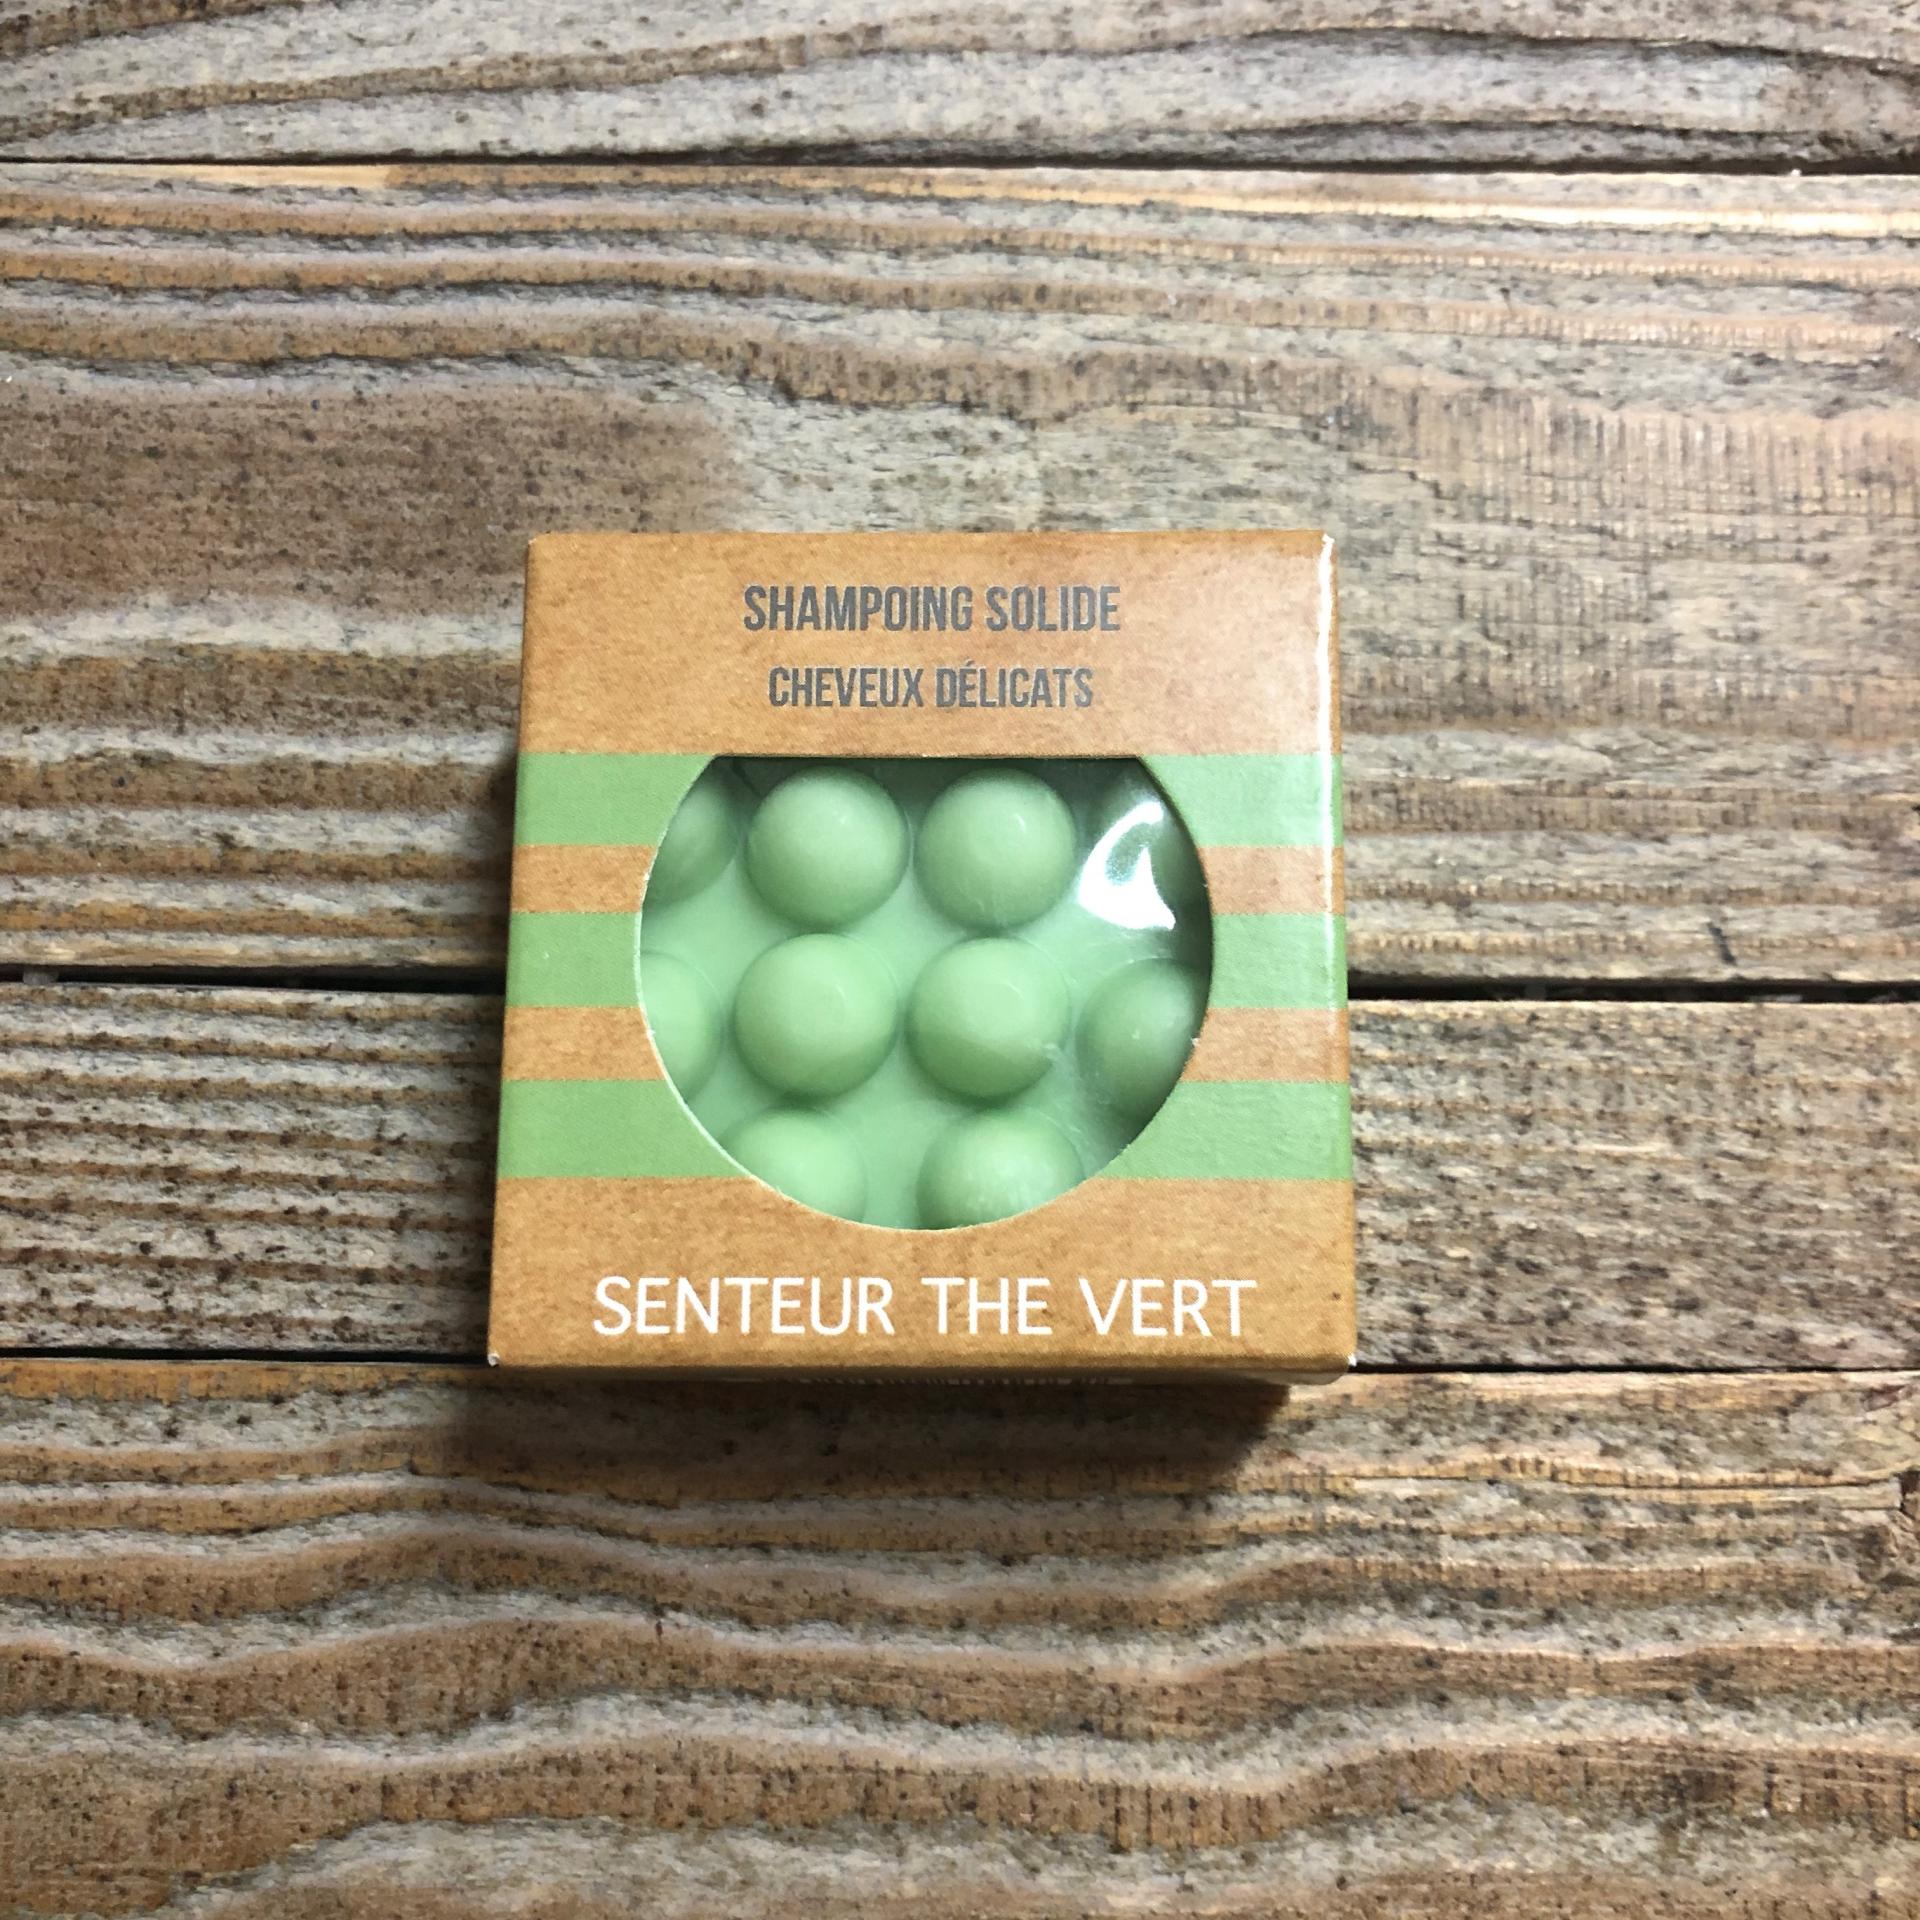 SHAMPOING SOLIDE
CHEVEUX DÉLICATS
SENTEUR THE VERT